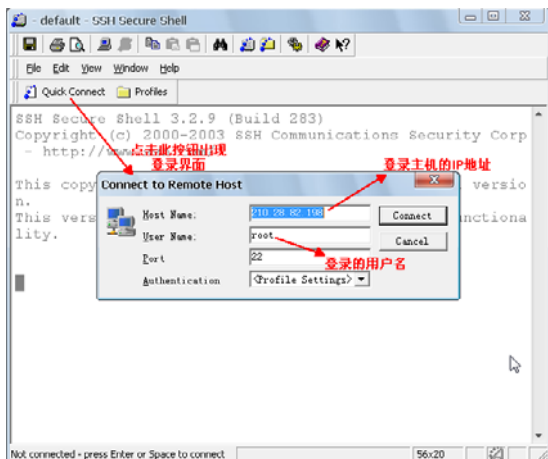 - default - SSH Secure Shell
File Edit View Window Help
Quick Connect Profiles
SSH Secure Shell 3.2.9 (Build 283)
Copyright (c) 2000-2003 SSH Communications Security Corp
- http://www
点击此按钮出现
登录界面
登录主机的IP地址
This copy versio
n.
This vers nctiona
lity.
Connect to Remote Host
Host Name: 210.28.82.198 Connect
User Name: root Cancel
Port 22
登录的用户名
Authentication <Profile Settings>
Not connected - press Enter or Space to connect 56x20